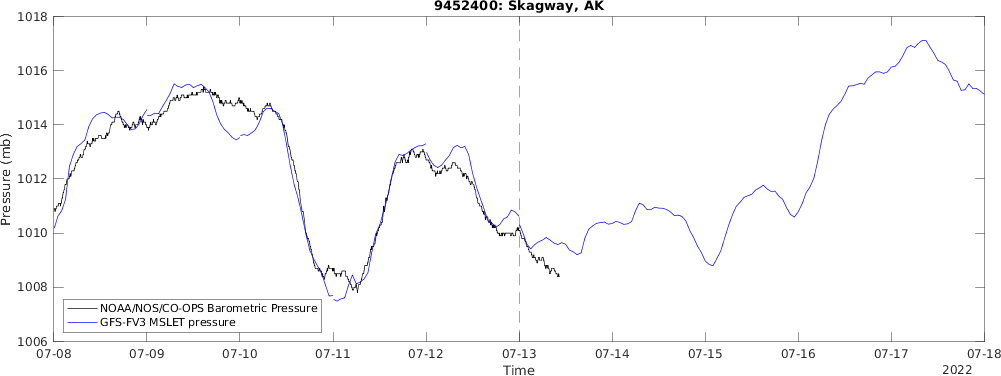 9452400: Skagway, AK
1018
1016
1014
1012
1010
1008
1006
Pressure (mb)
NOAA/NOS/CO-OPS Barometric Pressure
GFS-FV3 MSLET pressure
07-08 07-09 07-10 07-11 07-12 07-13 07-14 07-15 07-16 07-17 07-18
Time
2022